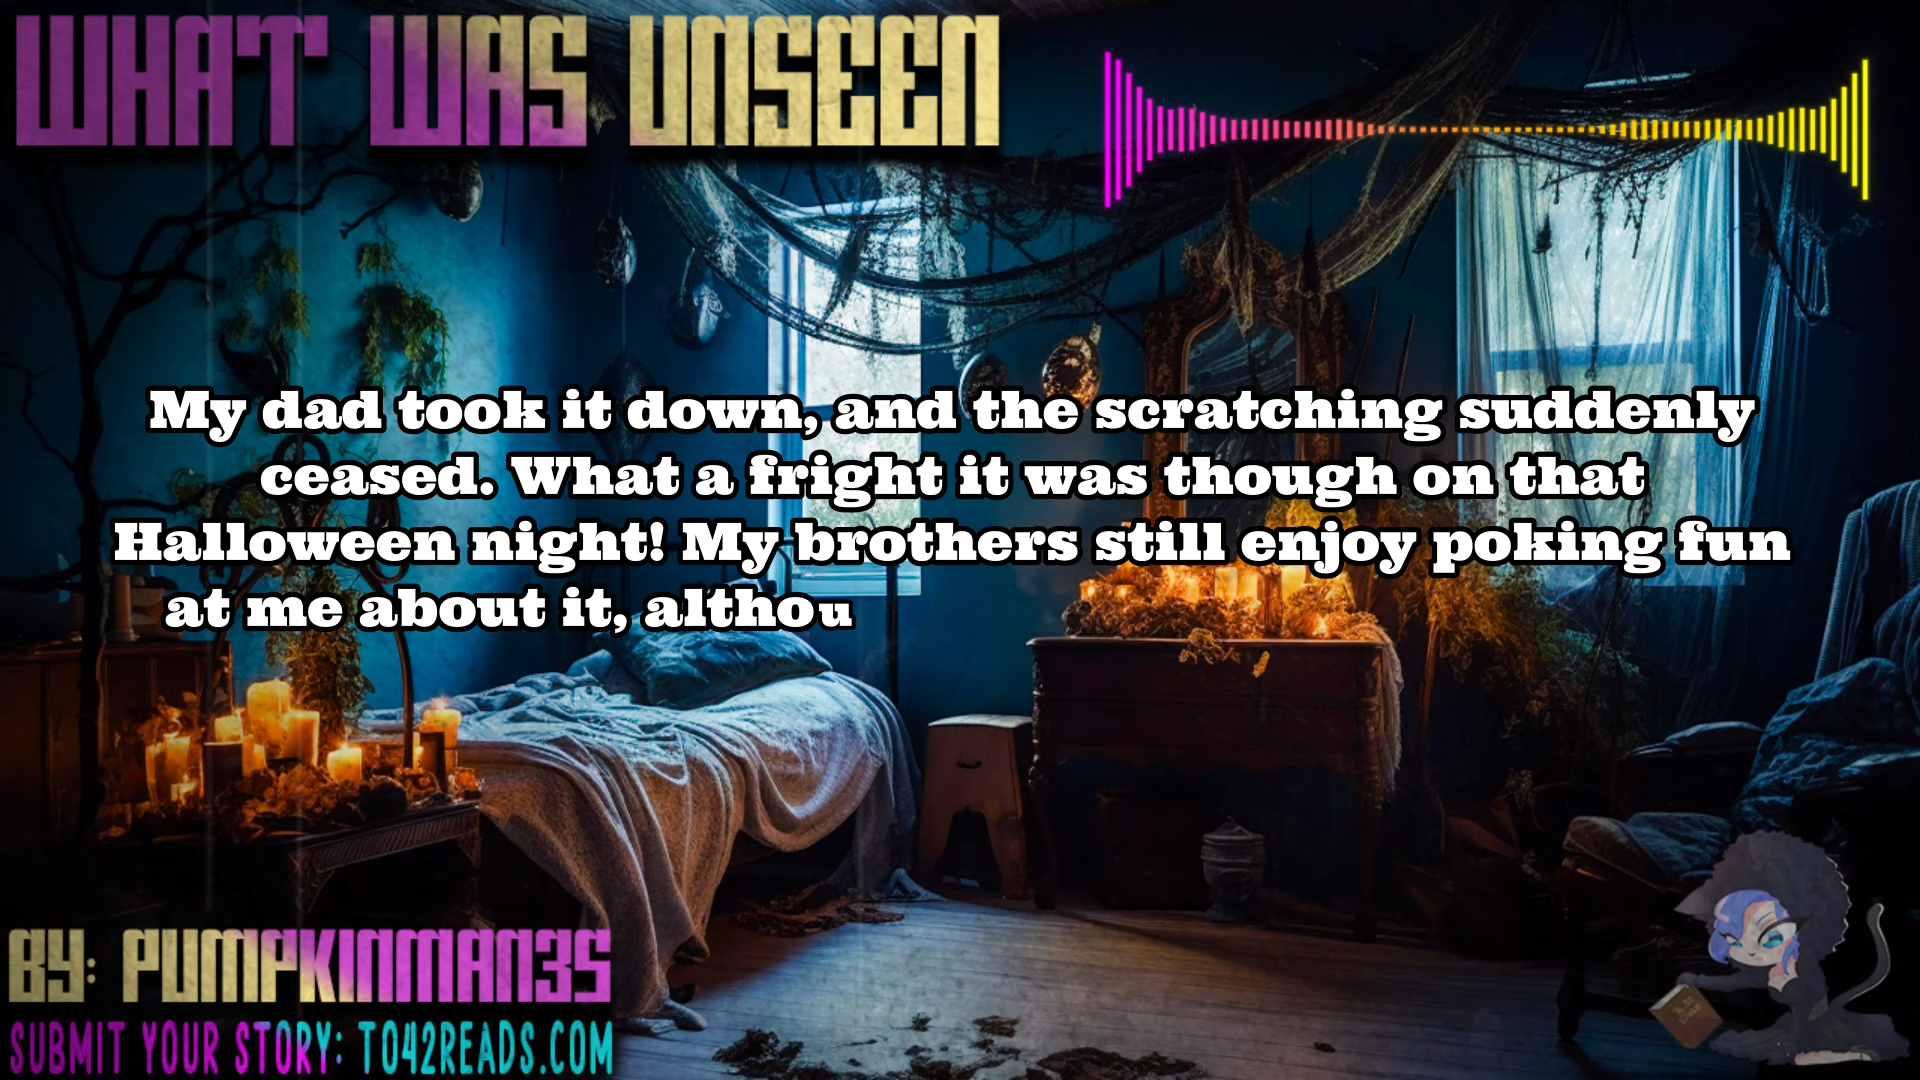 WHAT WAS UNSEEN
My dad took it down, and the scratching suddenly
ceased. What a fright it was though on that
Halloween night! My brothers still enjoy poking fun
at me about it, althou
BY: PUMPKINMAN35
SUBMIT YOUR STORY: TO42READS.COM